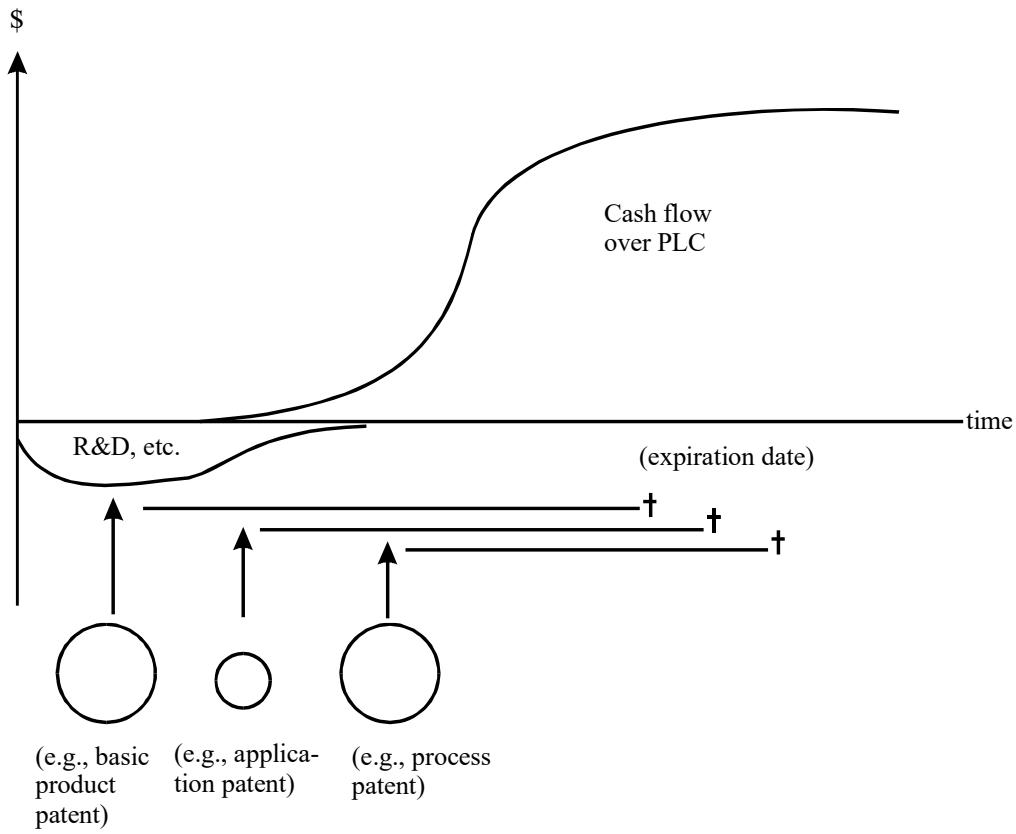 $
Cash flow
over PLC
time
R&D, etc.
(expiration date)
†
†
†
(e.g., basic
product
patent)
(e.g., applica-
tion patent)
(e.g., process
patent)